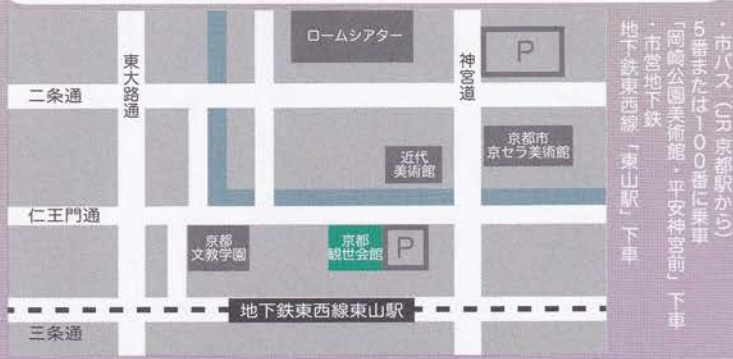 ・市バス(JR 京都駅から)
5番または100番に乗車
「岡崎公園美術館・平安神宮前」下車
・市営地下鉄
地下鉄東西線「東山駅」下車
ロームシアター
P
東大路通
神宮道
二条通
近代
美術館
京都市
京セラ美術館
仁王門通
京都
文教学園
京都
観世会館
P
地下鉄東西線東山駅
三条通